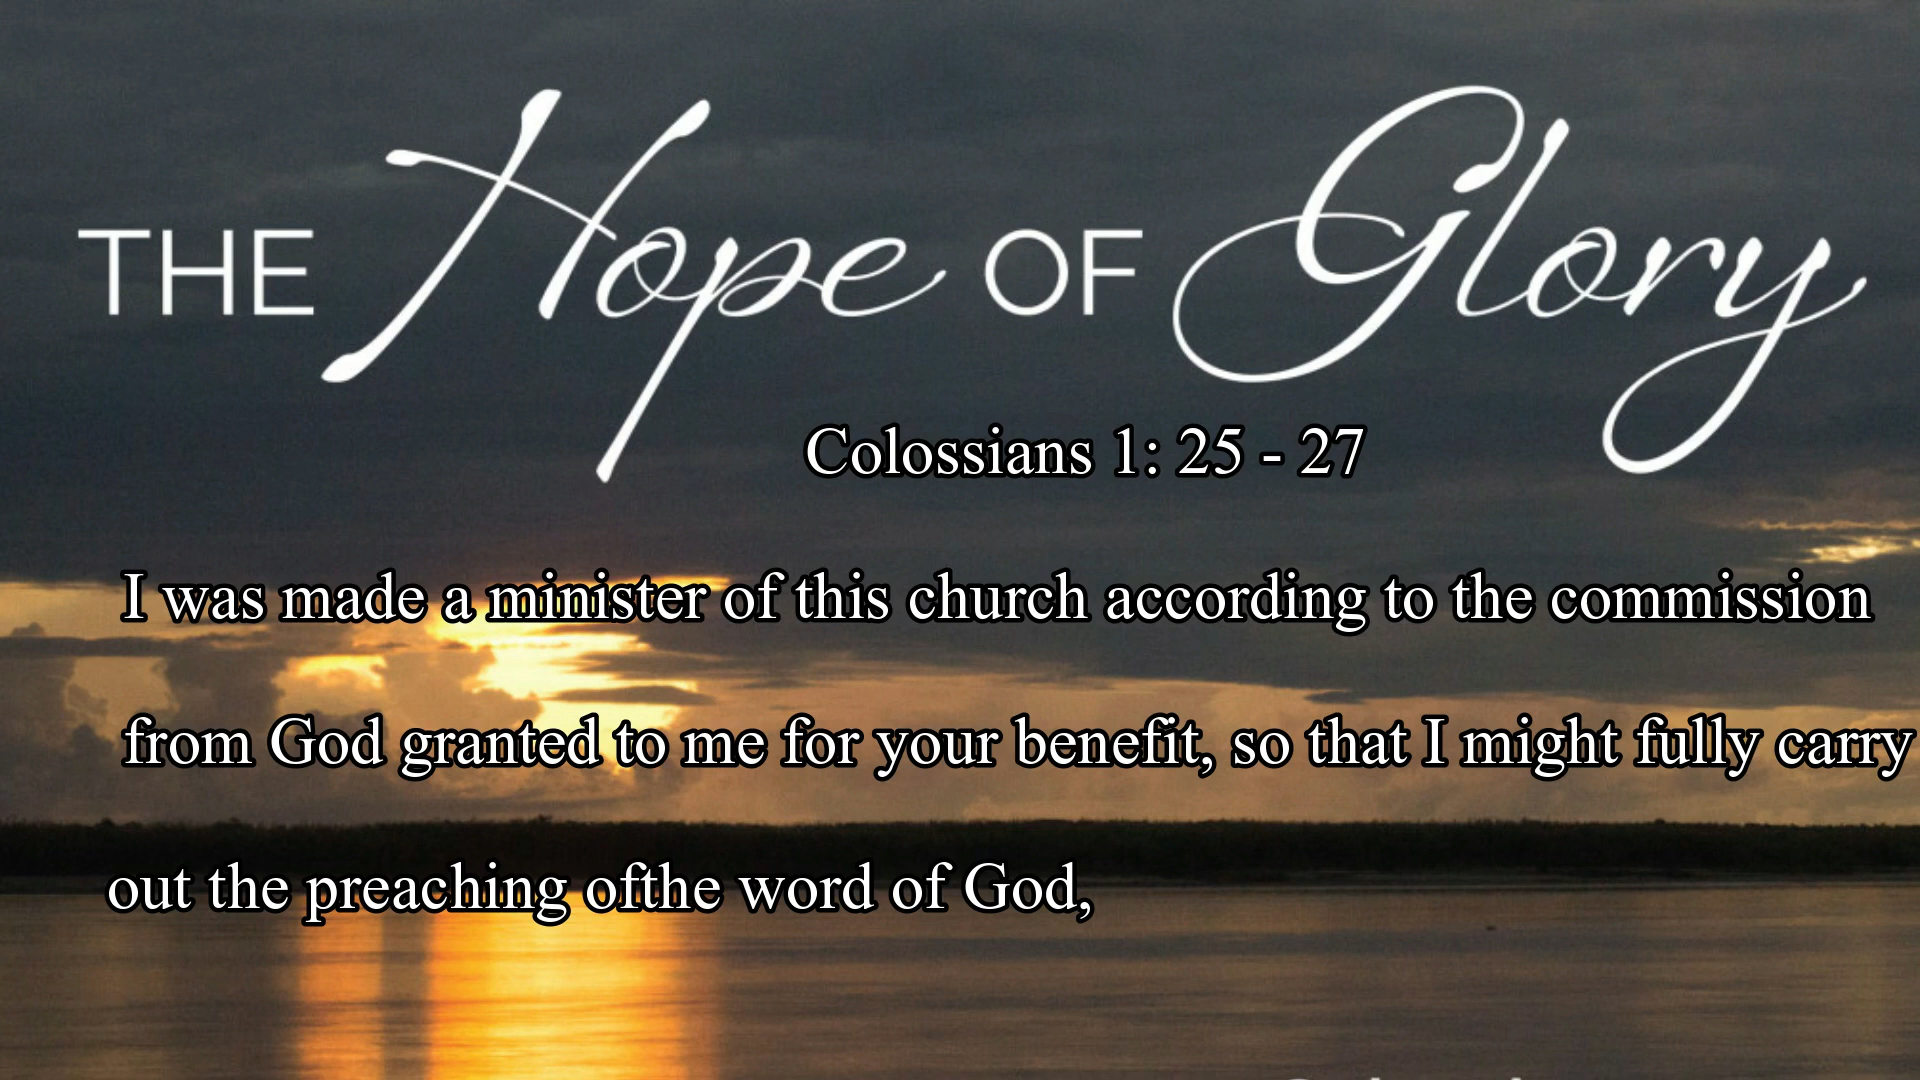 THE Hope OF Glory
Colossians 1: 25 - 27
I was made a minister of this church according to the commission
from God granted to me for your benefit, so that I might fully carry
out the preaching ofthe word of God,